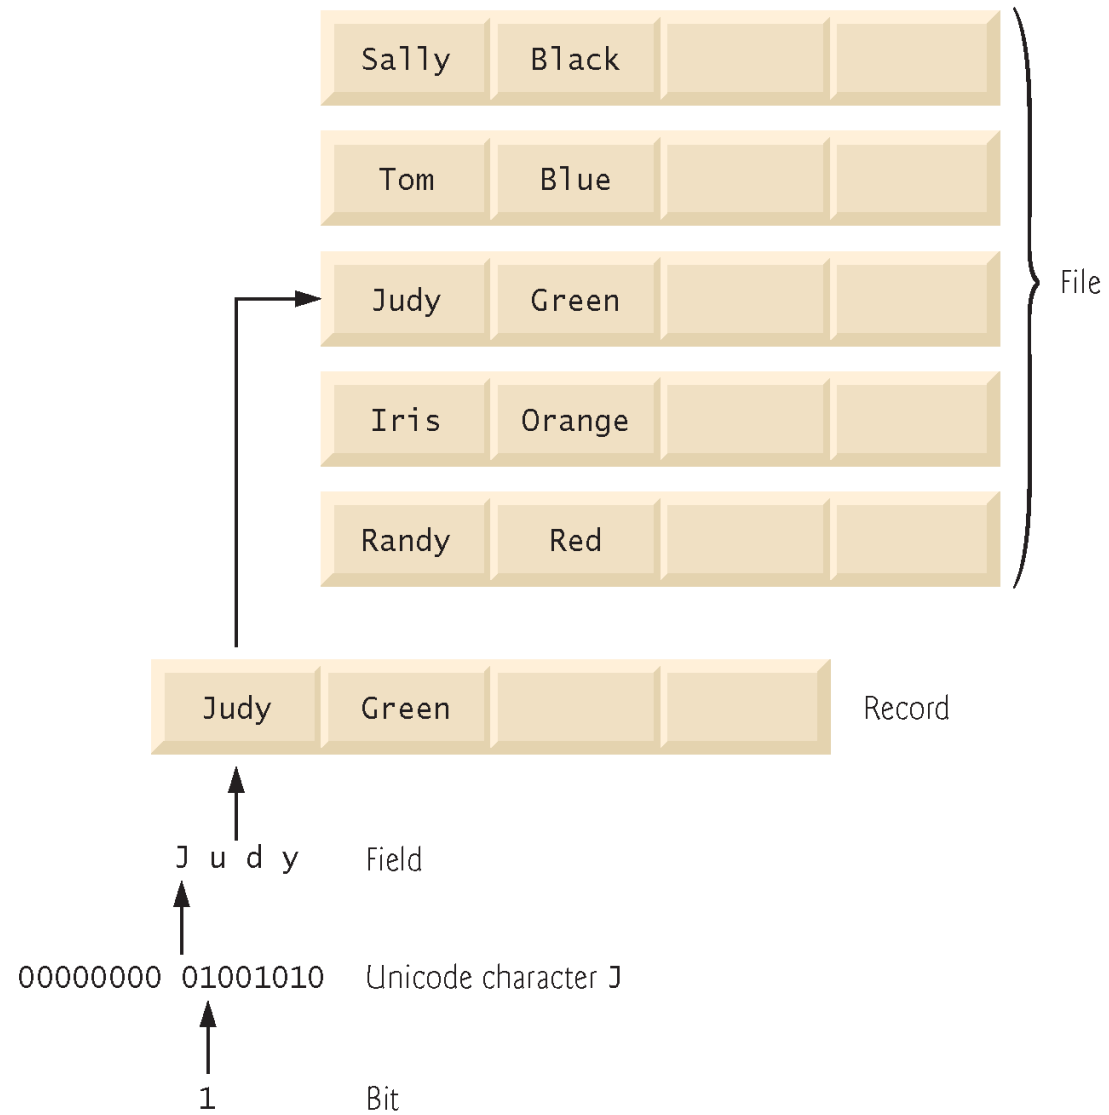 Sally Black
Tom Blue
Judy Green
File
Iris Orange
Randy Red
Judy Green Record
J u d y Field
00000000 01001010 Unicode character J
1 Bit